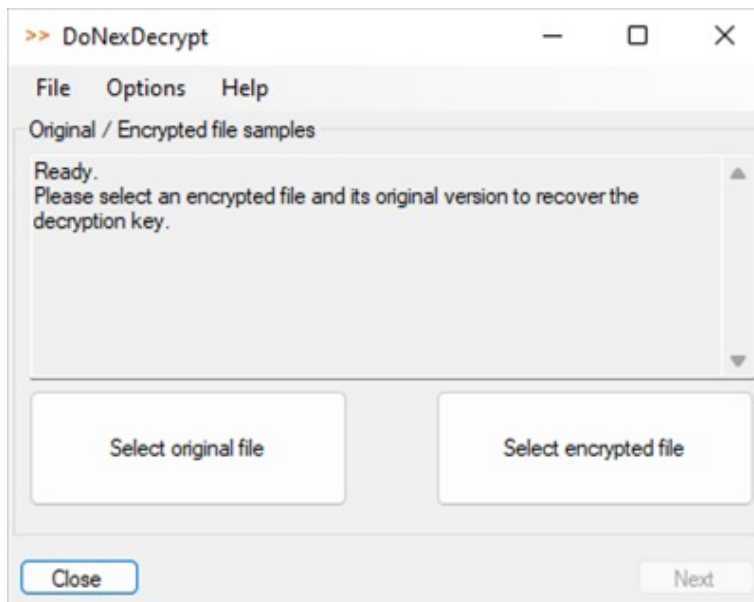 >> DoNexDecrypt
File Options Help
Original / Encrypted file samples
Ready.
Please select an encrypted file and its original version to recover the
decryption key.
Select original file Select encrypted file
Close Next